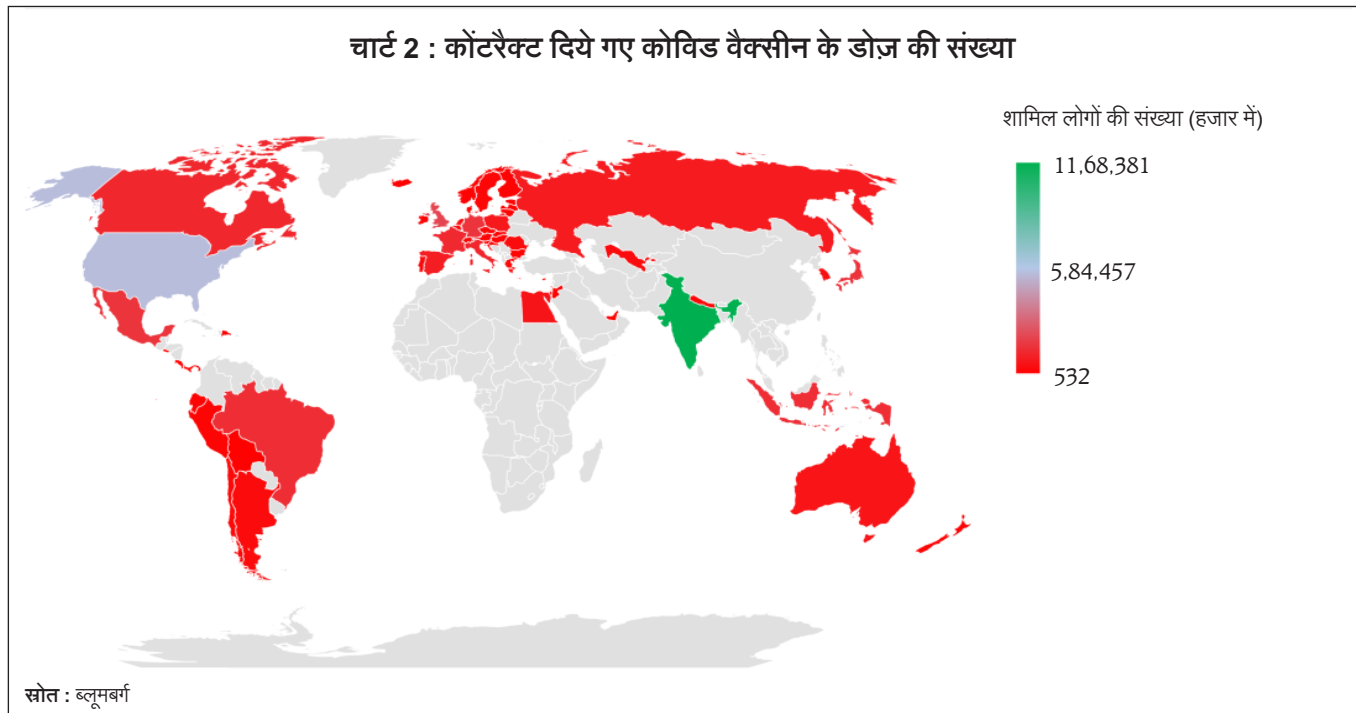 चार्ट 2 : कोंटरैक्ट दिये गए कोविड वैक्सीन के डोज़ की संख्या
शामिल लोगों की संख्या (हजार में)
11,68,381
5,84,457
532
स्रोत : ब्लूमबर्ग